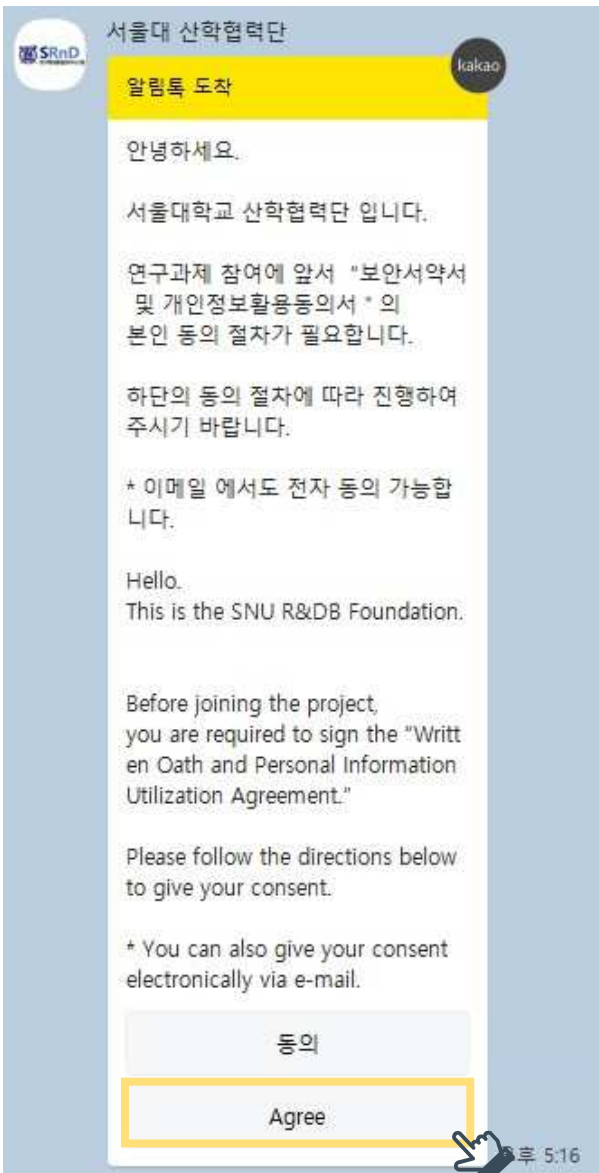 SRnD
서울대 산학협력단
kakao
알림톡 도착
안녕하세요.
서울대학교 산학협력단 입니다.
연구과제 참여에 앞서 "보안서약서
및 개인정보활용동의서 " 의
본인 동의 절차가 필요합니다.
하단의 동의 절차에 따라 진행하여
주시기 바랍니다.
* 이메일 에서도 전자 동의 가능합
니다.
Hello.
This is the SNU R&DB Foundation.
Before joining the project,
you are required to sign the "Writt
en Oath and Personal Information
Utilization Agreement."
Please follow the directions below
to give your consent.
* You can also give your consent
electronically via e-mail.
동의
Agree
5:16